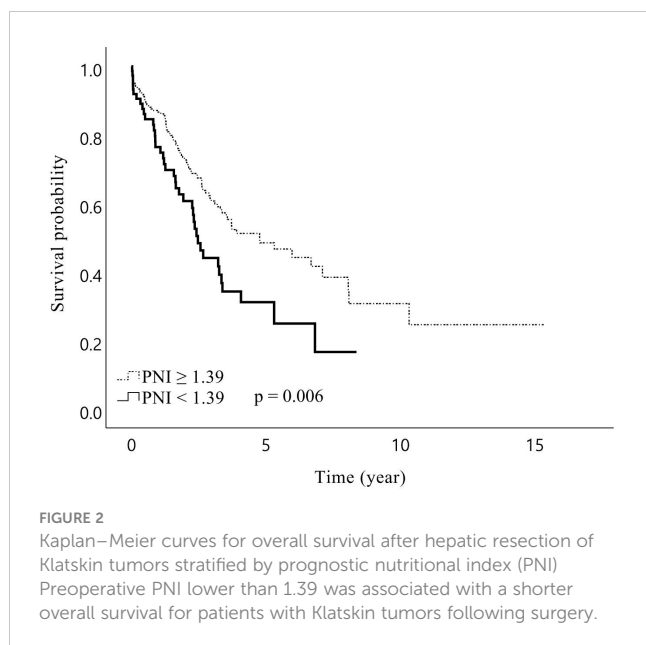 Survival probability
1.0
0.8
0.6
0.4
0.2
0.0
PNI ≥ 1.39
PNI < 1.39 p = 0.006
0 5 10 15
Time (year)
FIGURE 2
Kaplan–Meier curves for overall survival after hepatic resection of
Klatskin tumors stratified by prognostic nutritional index (PNI)
Preoperative PNI lower than 1.39 was associated with a shorter
overall survival for patients with Klatskin tumors following surgery.